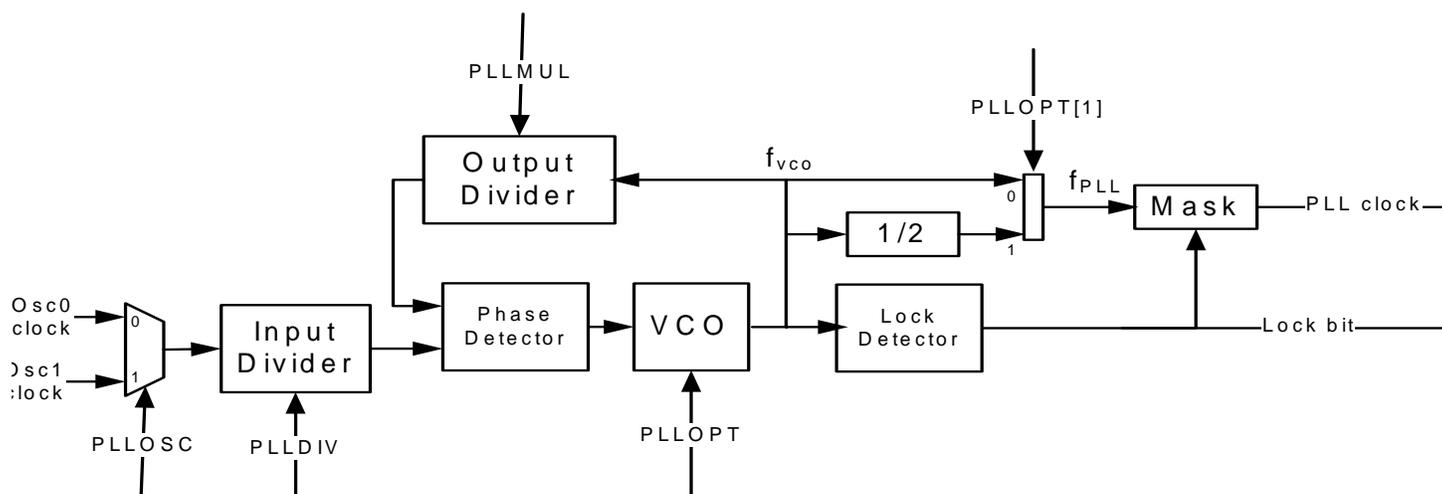 PLLMUL
PLLOPT[1]
Output
Divider
fvco
0
fPLL
Mask
PLL clock
1/2
1
Osc0
clock
0
Input
Divider
Phase
Detector
VCO
Lock
Detector
Lock bit
1
PLLOSC
PLLDIV
PLLOPT